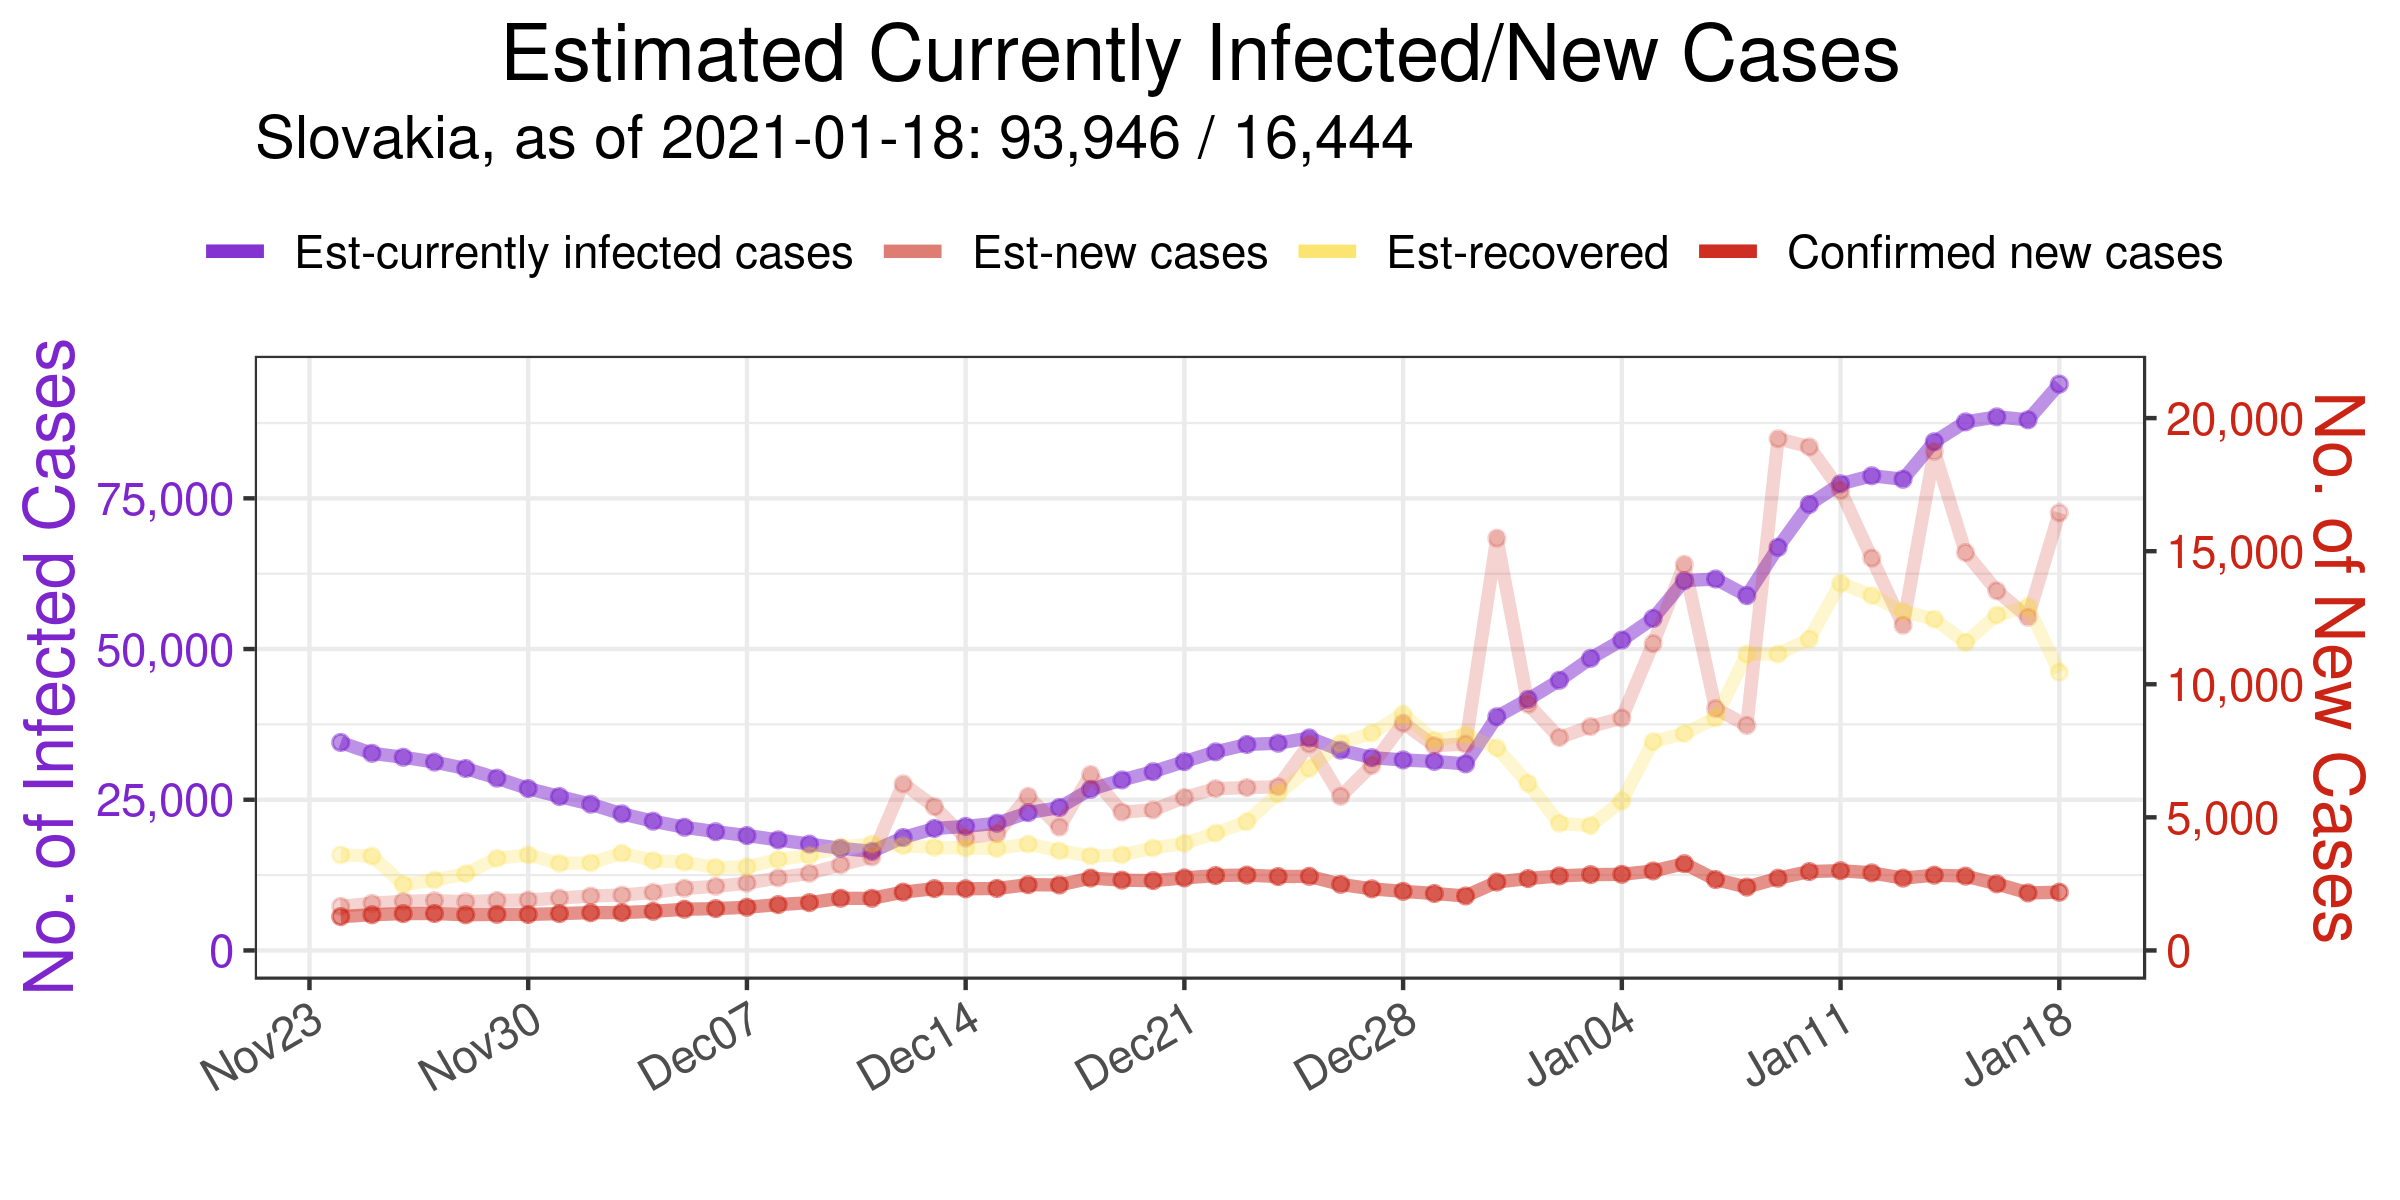 Estimated Currently Infected/New Cases
Slovakia, as of 2021-01-18: 93,946 / 16,444
Est-currently infected cases Est-new cases Est-recovered Confirmed new cases
No. of Infected Cases
75,000
50,000
25,000
0
20,000
15,000
10,000
5,000
0
No. of New Cases
Nov23 Nov30 Dec07 Dec14 Dec21 Dec28 Jan04 Jan11 Jan18